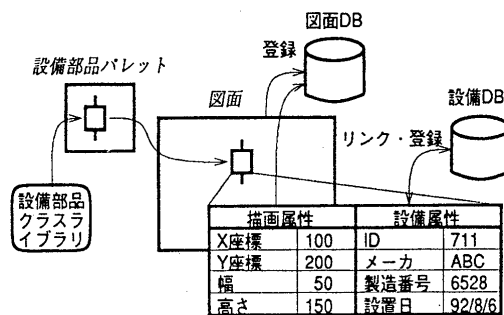 図面DB
登録
設備部品パレット
図面
設備DB
リンク・登録
設備部品
クラスラ
イブラリ
描画属性 設備属性
X座標 100 ID 711
Y座標 200 メーカ ABC
幅 50 製造番号 6528
高さ 150 設置日 92/8/6